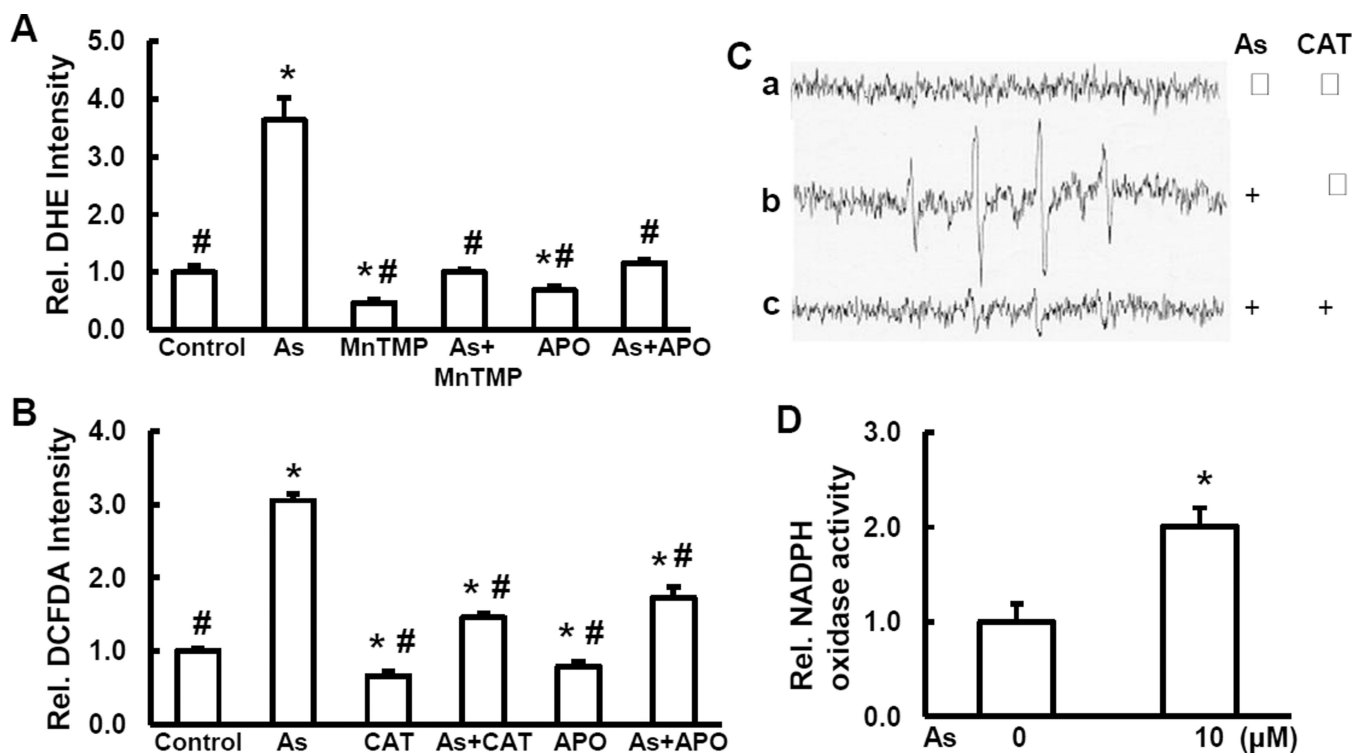 A
Rel. DHE Intensity
5.0
4.0
3.0
2.0
1.0
0.0
#
*
*#
#
*#
#
Control As MnTMP As+ APO As+APO
MnTMP
B
Rel. DCFDA Intensity
4.0
3.0
2.0
1.0
0.0
#
*
* #
* #
* #
* #
Control As CAT As+CAT APO As+APO
C
As CAT
a □ □
b + □
c + +
D
Rel. NADPH
oxidase activity
3.0
2.0
1.0
0.0
*
As 0 10 (μM)